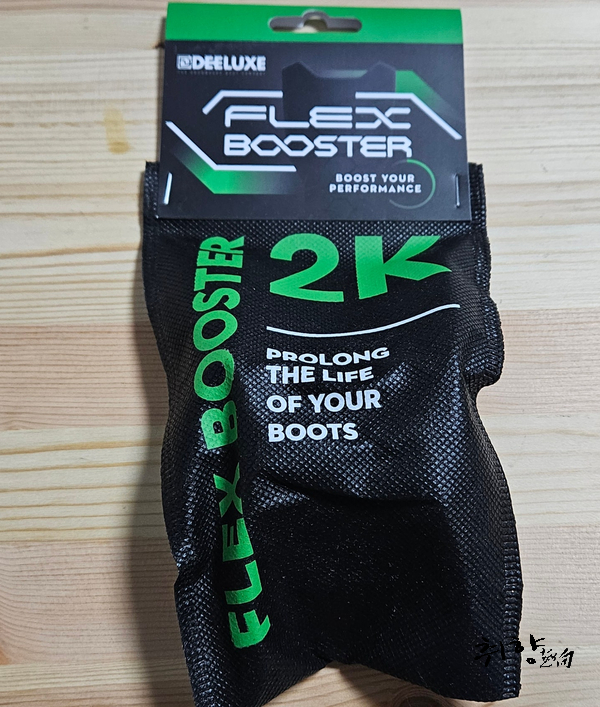 DEELUXE
FLEX
BOOSTER
BOOST YOUR
PERFORMANCE
FLEX BOOSTER
2K
PROLONG
THE LIFE
OF YOUR
BOOTS